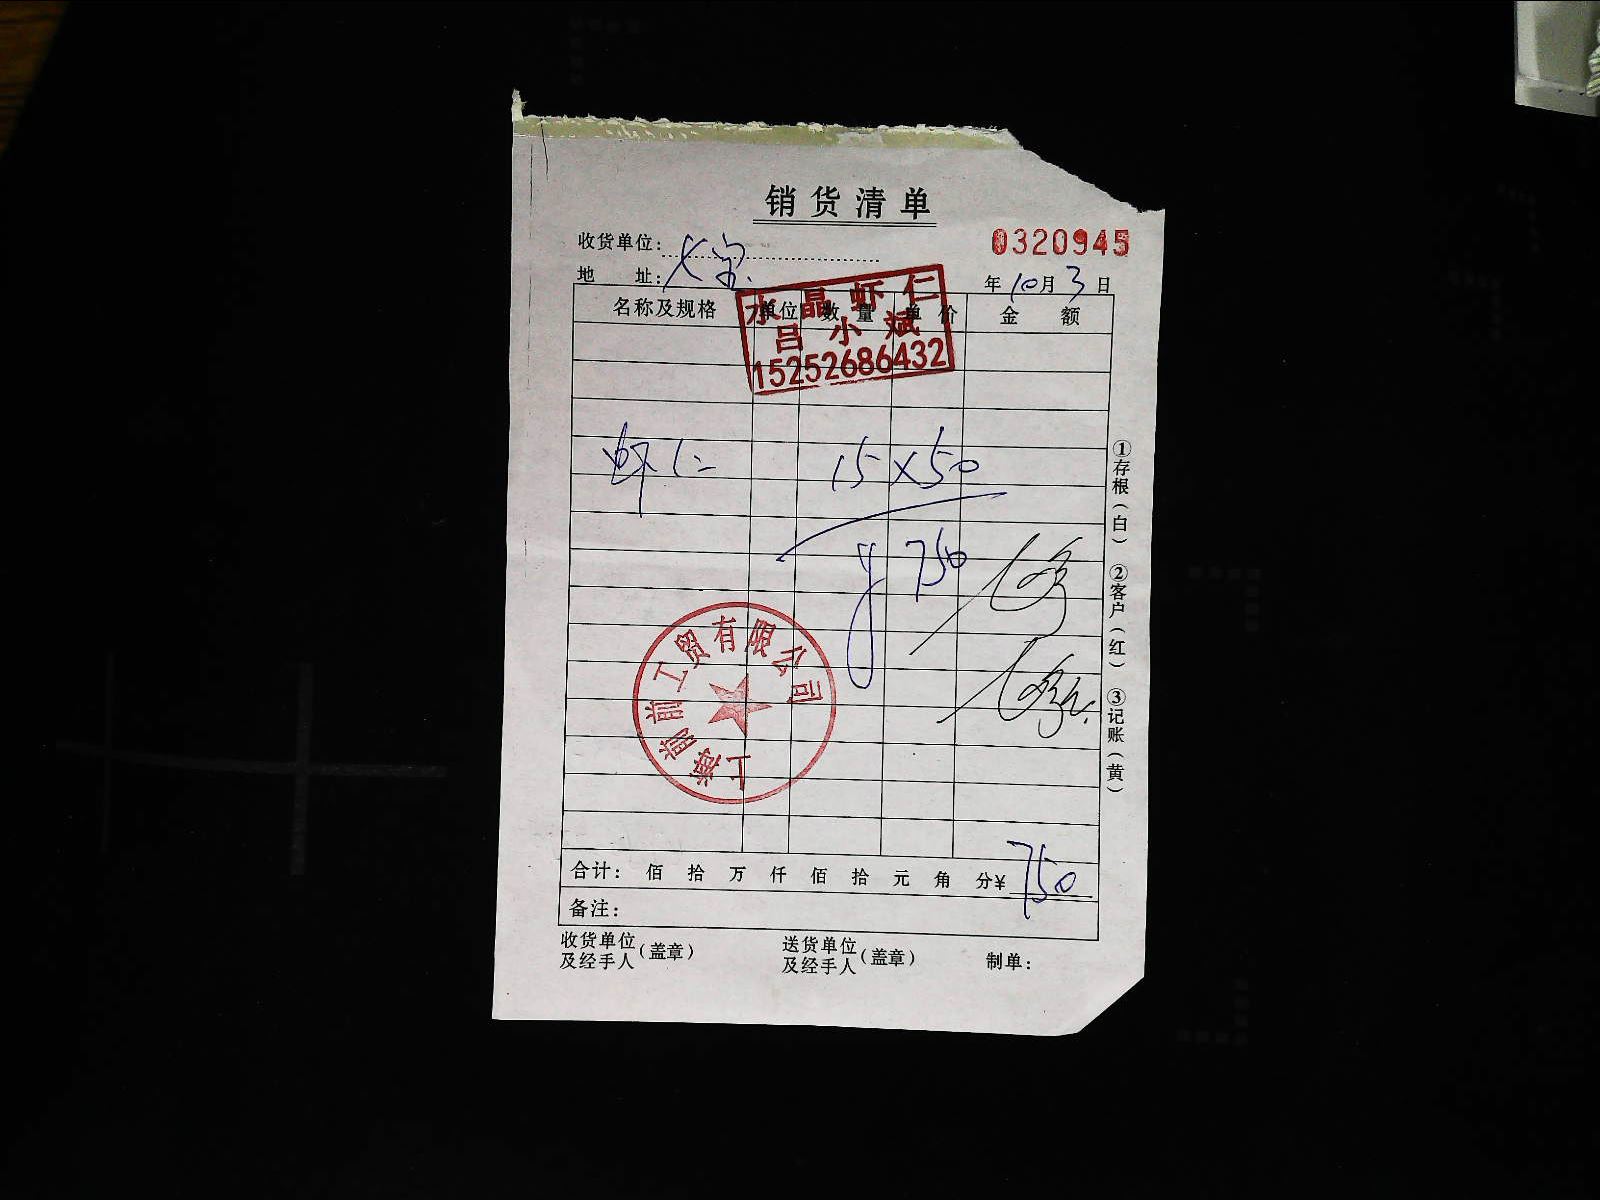 销货清单
收货单位：
0320945
地 址：
年10月3日
名称及规格 单位 数量 单价 金额
水晶虾仁
吕小斌
15252686432
虾仁 15×50
750
上海前前工贸有限公司
合计： 佰 拾 万 仟 佰 拾 元 角 分¥750
备注：
收货单位及经手人（盖章） 送货单位及经手人（盖章） 制单：
①存根（白） ②客户（红） ③记账（黄）